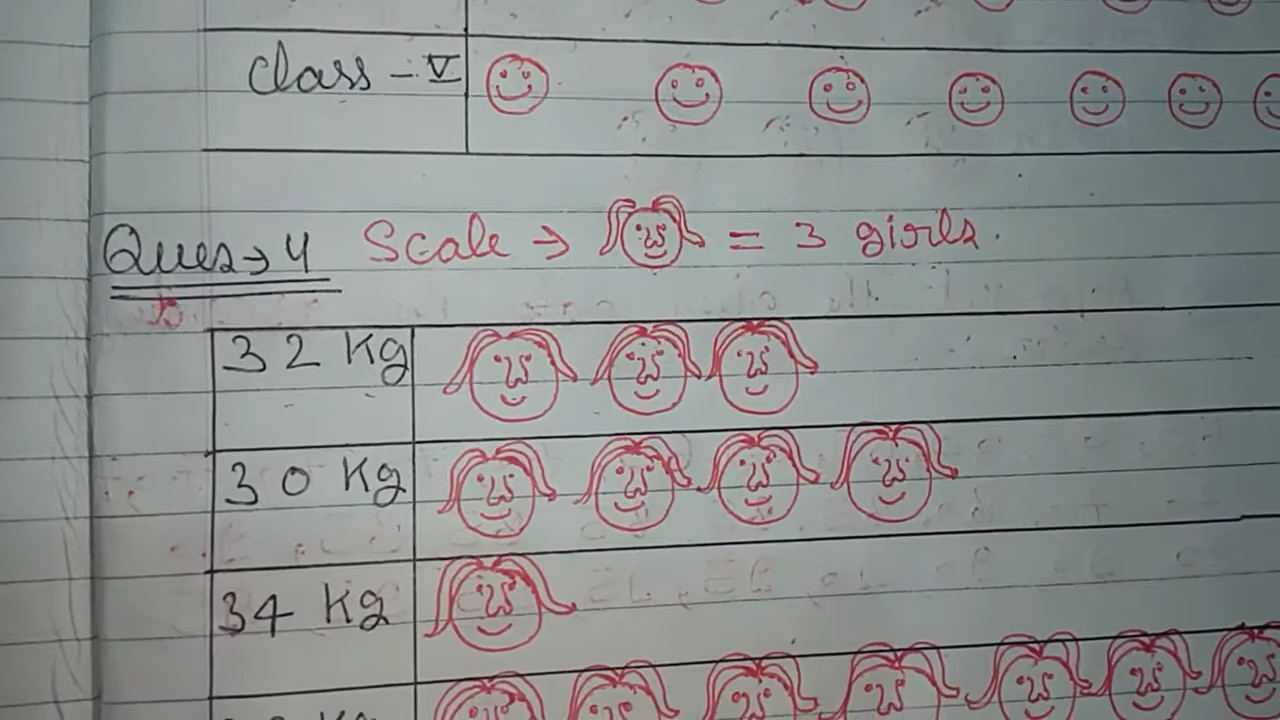 Class - V
Ques→4 Scale → = 3 girls.
32 Kg
30 Kg
34 Kg